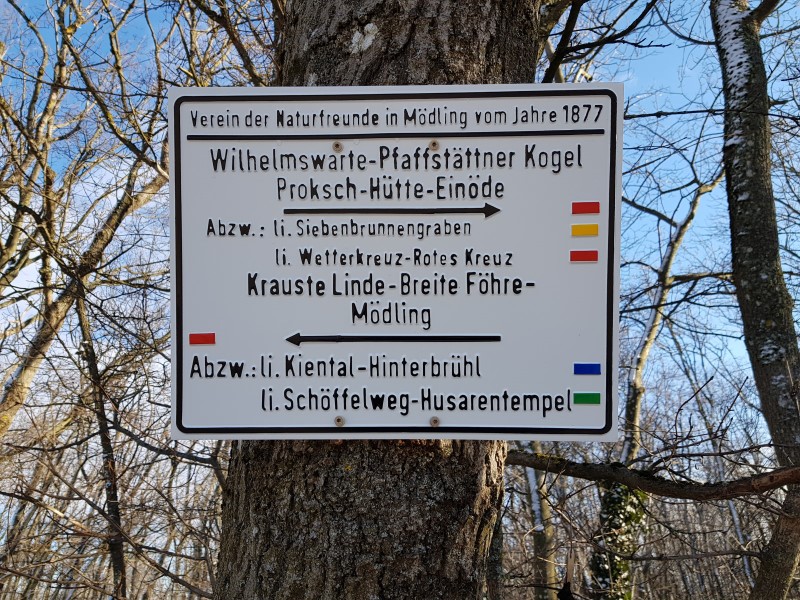 Verein der Naturfreunde in Mödling vom Jahre 1877
Wilhelmswarte-Pfaffstättner Kogel
Proksch-Hütte-Einöde
Abzw.: li. Siebenbrunnengraben
li. Wetterkreuz-Rotes Kreuz
Krauste Linde-Breite Föhre-
Mödling
Abzw.: li. Kiental-Hinterbrühl
li. Schöffelweg-Husarentempel